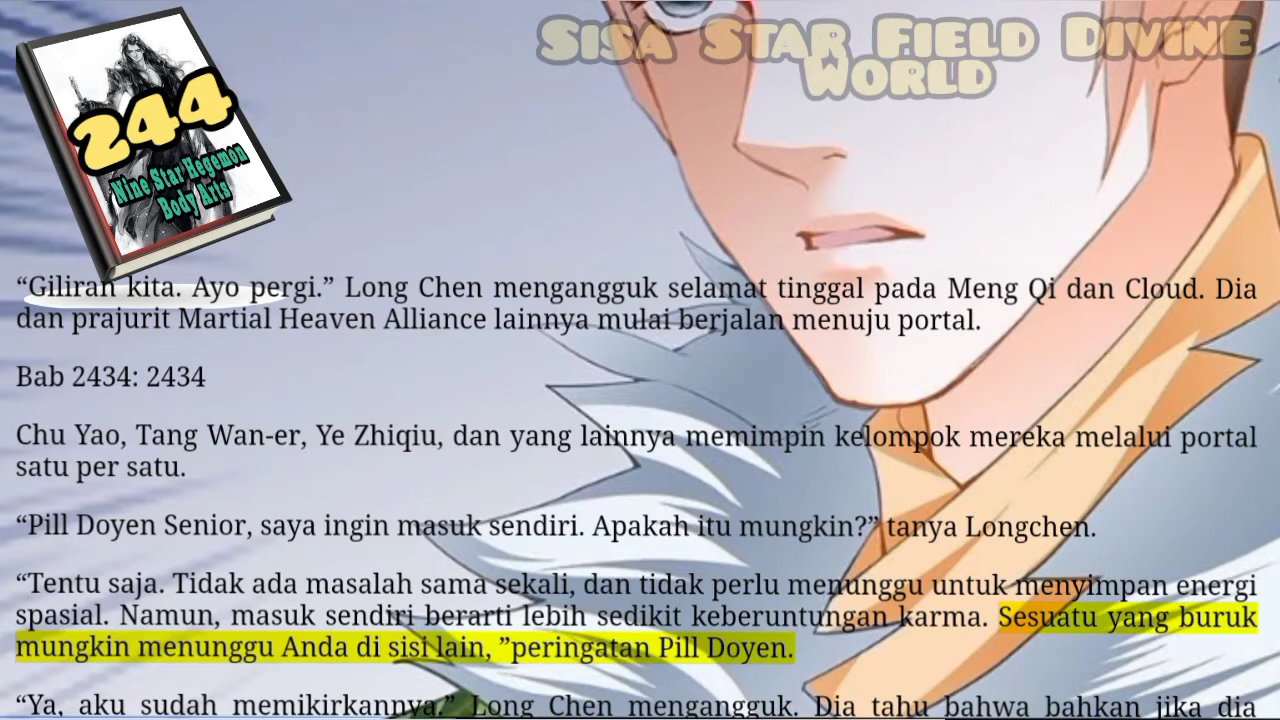 Sisa Star Field Divine
World
244
Nine Star Hegemon
Body Arts
“Giliran kita. Ayo pergi.” Long Chen mengangguk selamat tinggal pada Meng Qi dan Cloud. Dia
dan prajurit Martial Heaven Alliance lainnya mulai berjalan menuju portal.
Bab 2434: 2434
Chu Yao, Tang Wan-er, Ye Zhiqiu, dan yang lainnya memimpin kelompok mereka melalui portal
satu per satu.
“Pill Doyen Senior, saya ingin masuk sendiri. Apakah itu mungkin?” tanya Longchen.
“Tentu saja. Tidak ada masalah sama sekali, dan tidak perlu menunggu untuk menyimpan energi
spasial. Namun, masuk sendiri berarti lebih sedikit keberuntungan karma. Sesuatu yang buruk
mungkin menunggu Anda di sisi lain, ”peringatan Pill Doyen.
“Ya, aku sudah memikirkannya.” Long Chen mengangguk. Dia tahu bahwa bahkan jika dia